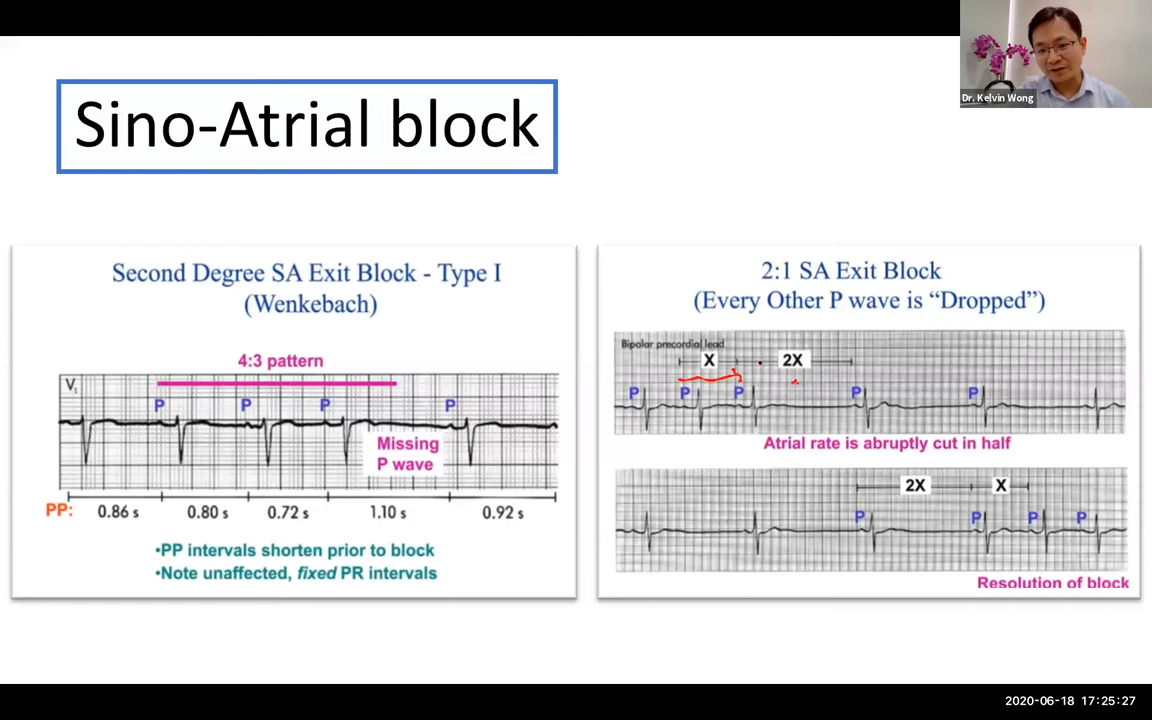 Dr. Kelvin Wong
Sino-Atrial block
Second Degree SA Exit Block - Type I
(Wenkebach)
4:3 pattern
V₁
P P P P
Missing
P wave
PP: 0.86 s 0.80 s 0.72 s 1.10 s 0.92 s
•PP intervals shorten prior to block
•Note unaffected, fixed PR intervals
2:1 SA Exit Block
(Every Other P wave is “Dropped”)
Bipolar precordial lead
X 2X
P P P P P
Atrial rate is abruptly cut in half
2X X
P P P P
Resolution of block
2020-06-18 17:25:27